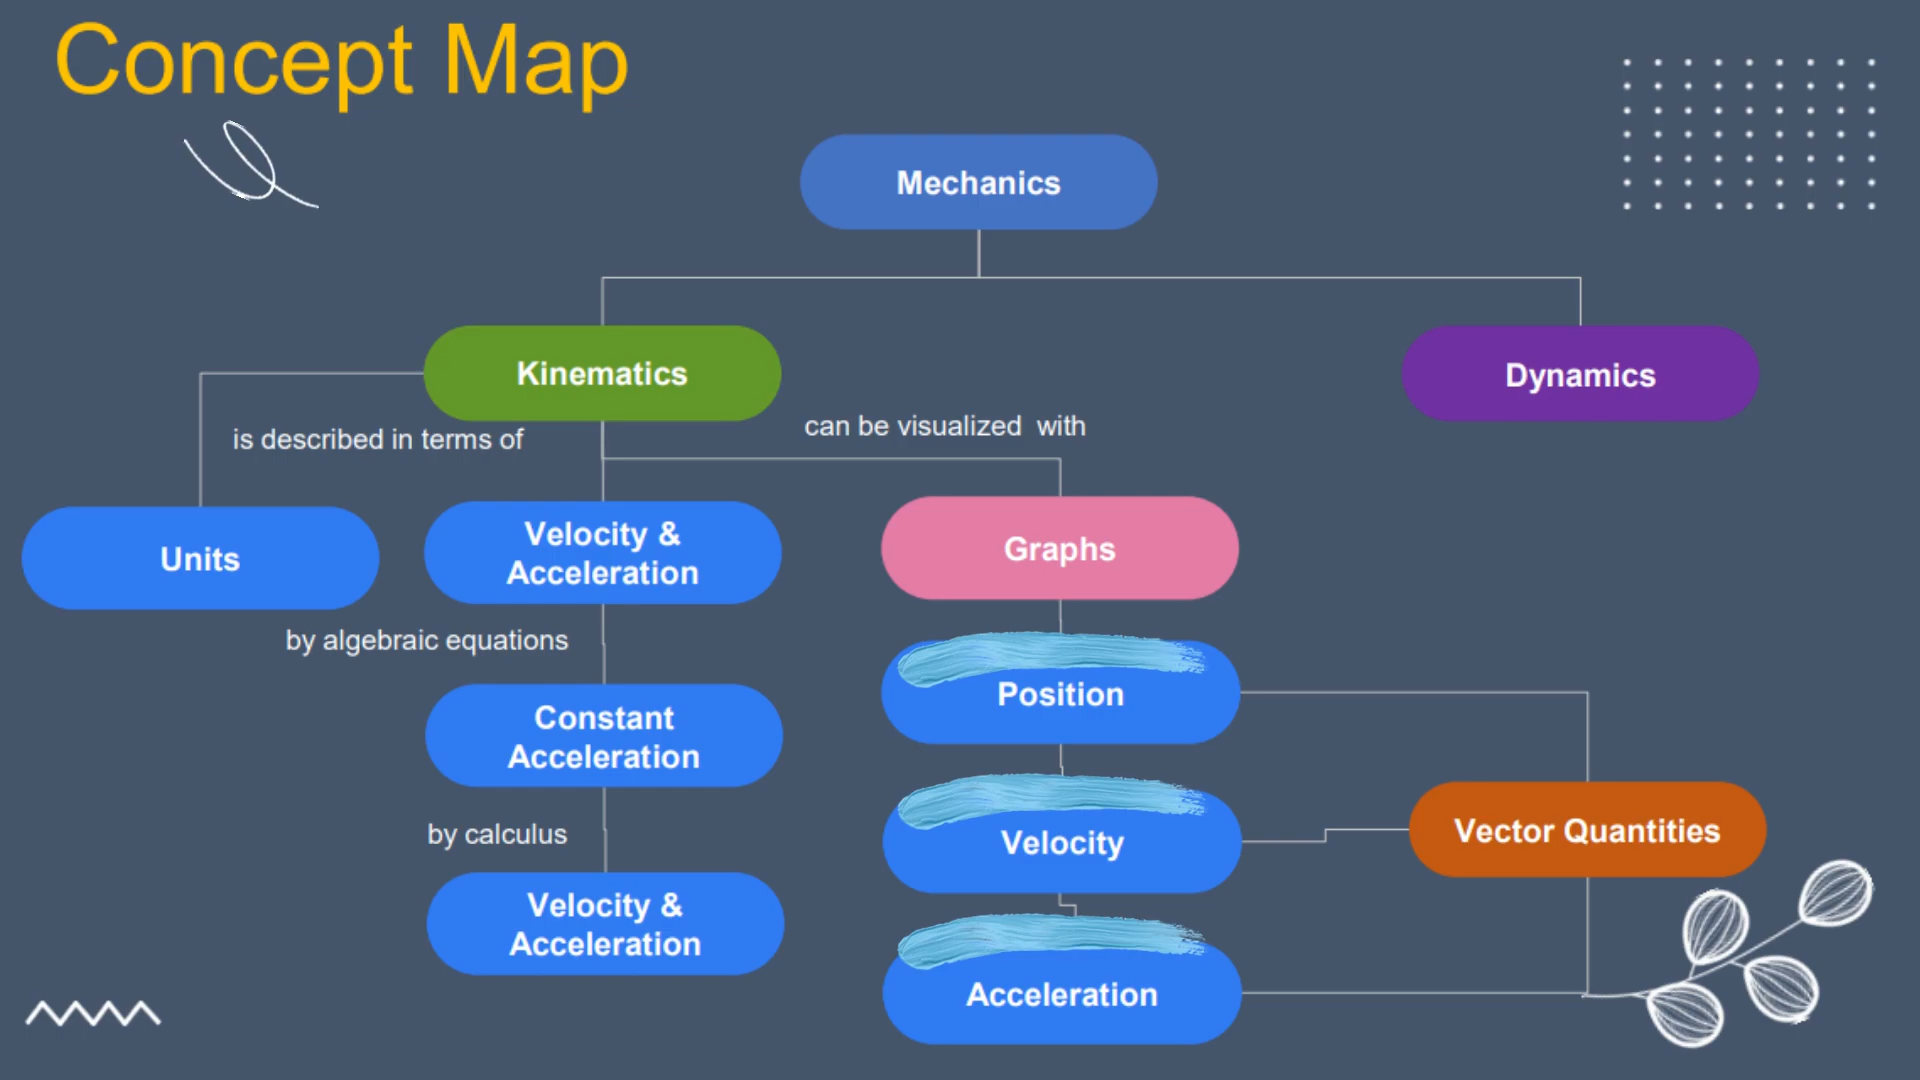 Concept Map
Mechanics
Kinematics
Dynamics
is described in terms of
can be visualized with
Units
Velocity &
Acceleration
Graphs
by algebraic equations
Position
Constant
Acceleration
by calculus
Velocity
Vector Quantities
Velocity &
Acceleration
Acceleration